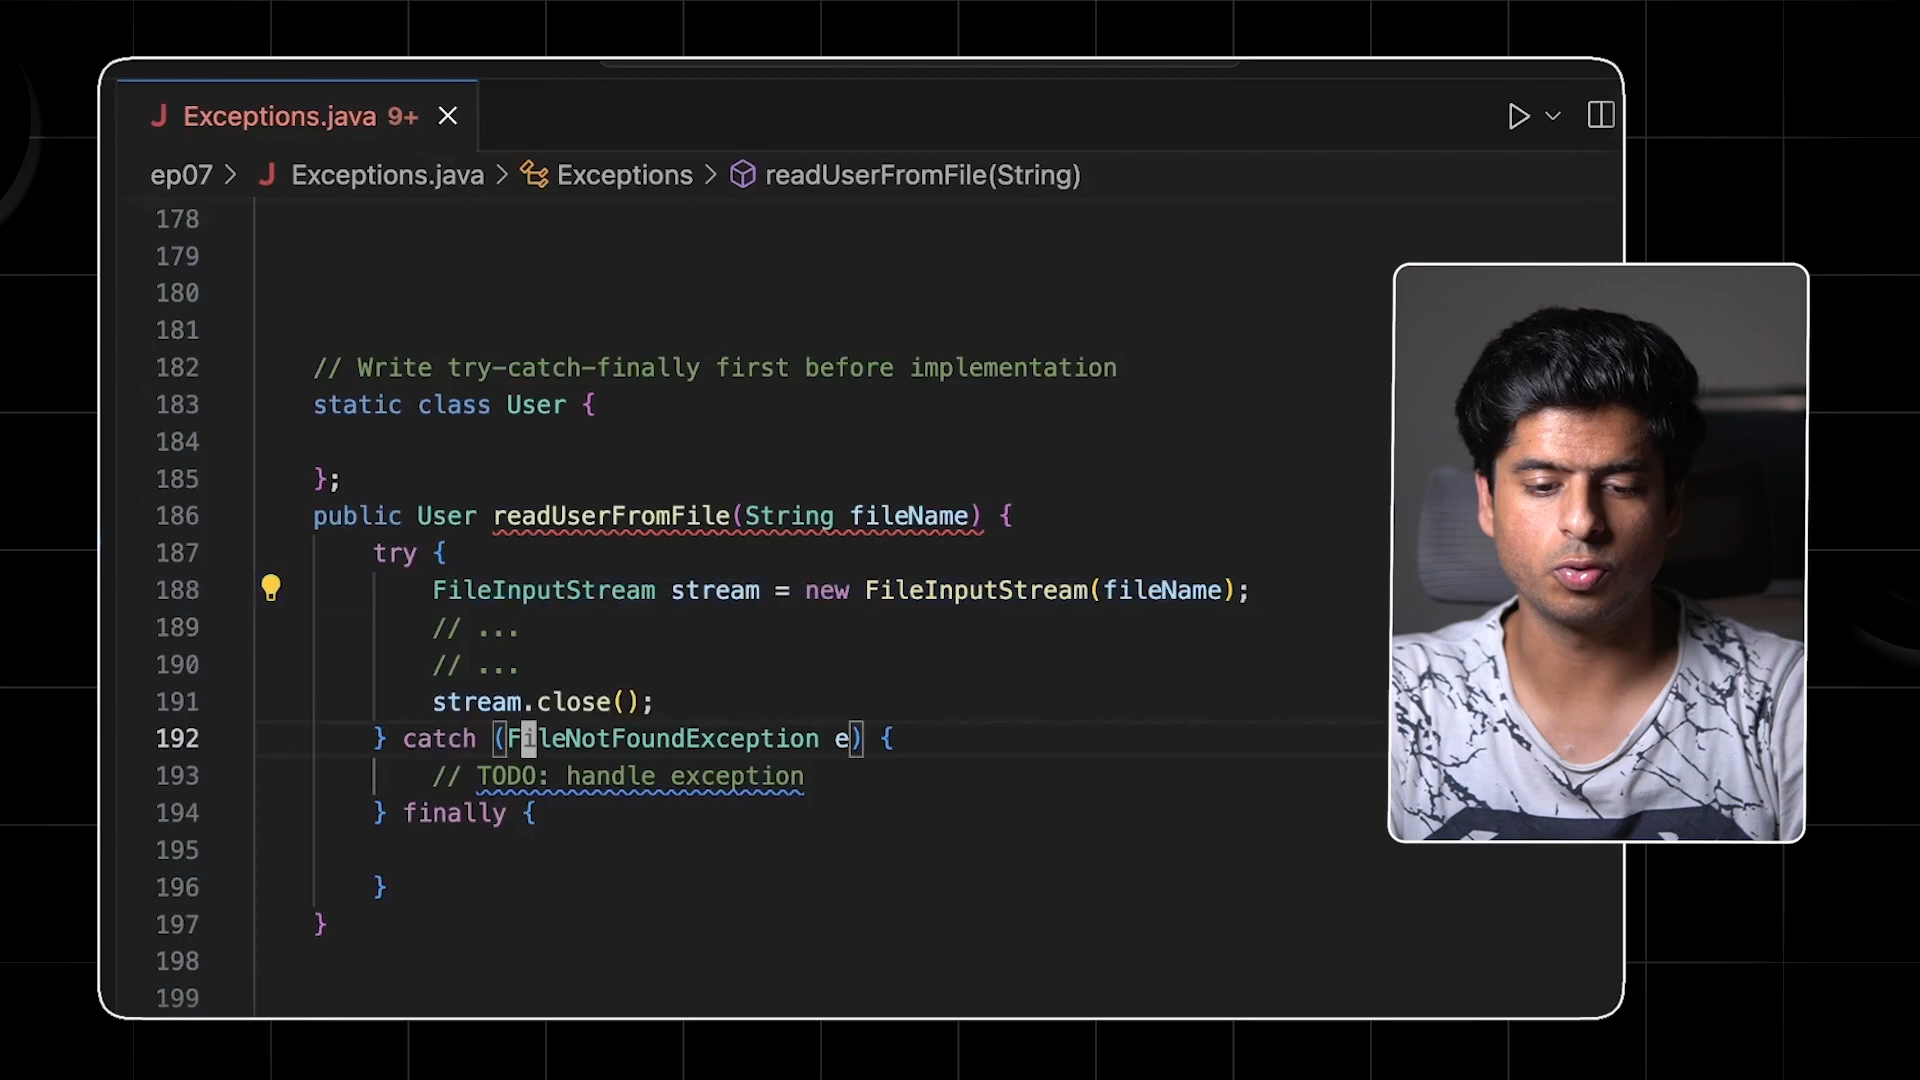 J Exceptions.java 9+
ep07 > J Exceptions.java > Exceptions > readUserFromFile(String)
178
179
180
181
182 // Write try-catch-finally first before implementation
183 static class User {
184
185 };
186 public User readUserFromFile(String fileName) {
187 try {
188 FileInputStream stream = new FileInputStream(fileName);
189 // ...
190 // ...
191 stream.close();
192 } catch (FileNotFoundException e) {
193 // TODO: handle exception
194 } finally {
195
196 }
197 }
198
199